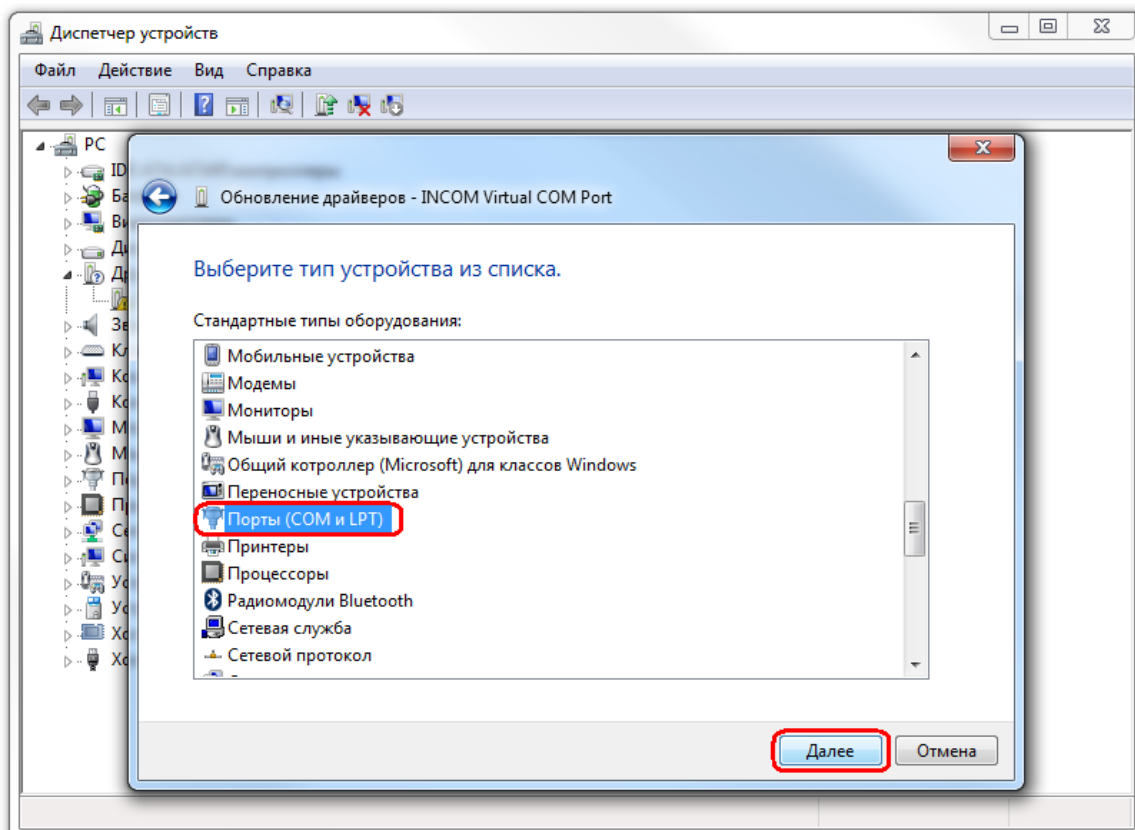 Диспетчер устройств
Файл Действие Вид Справка
PC
Обновление драйверов - INCOM Virtual COM Port
Выберите тип устройства из списка.
Стандартные типы оборудования:
Мобильные устройства
Модемы
Мониторы
Мыши и иные указывающие устройства
Общий котроллер (Microsoft) для классов Windows
Переносные устройства
Порты (COM и LPT)
Принтеры
Процессоры
Радиомодули Bluetooth
Сетевая служба
Сетевой протокол
Далее Отмена